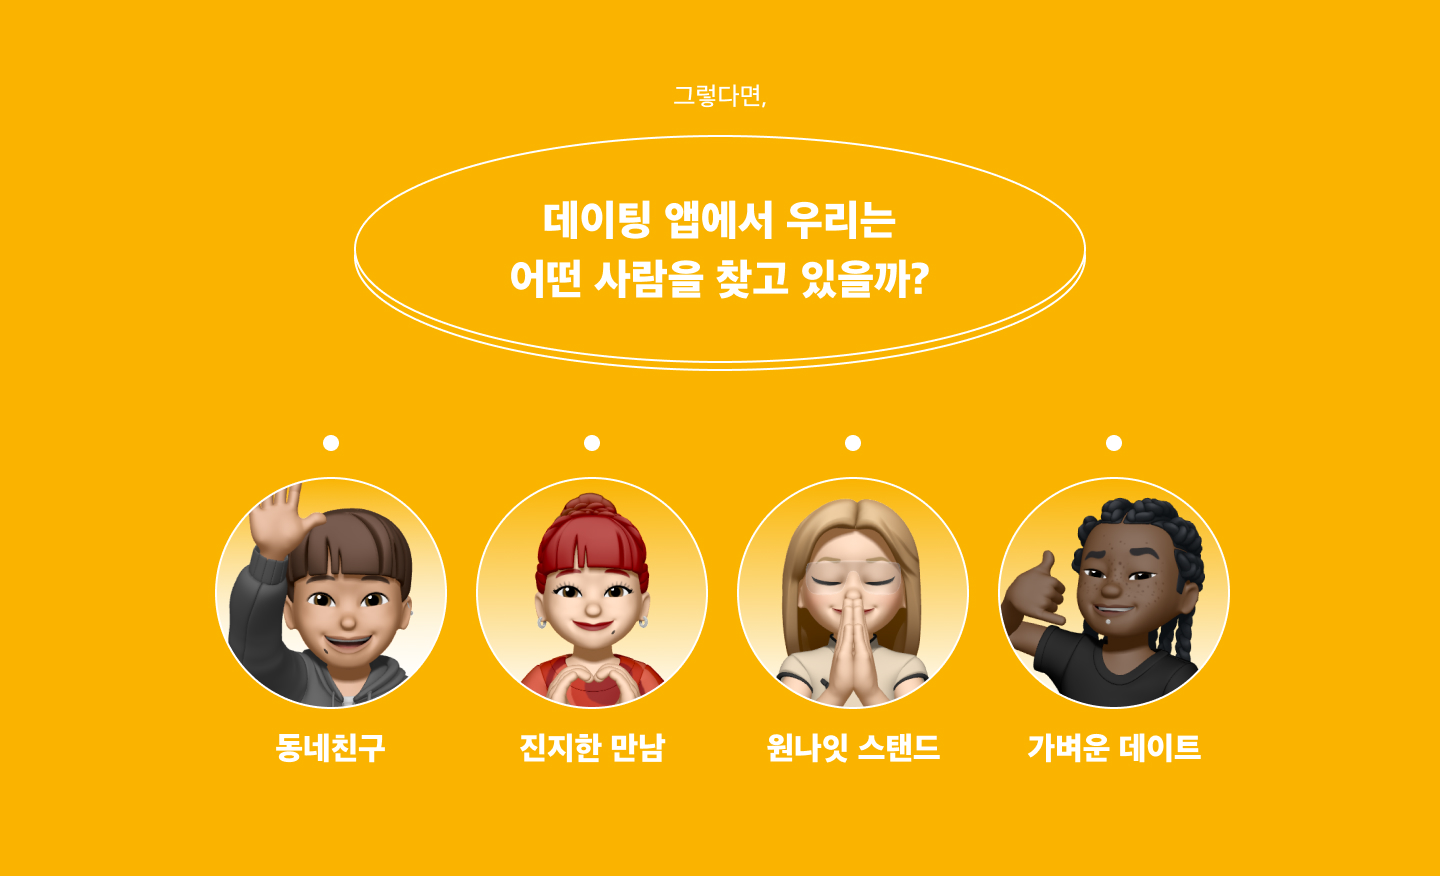 그렇다면,
데이팅 앱에서 우리는
어떤 사람을 찾고 있을까?
동네친구
진지한 만남
원나잇 스탠드
가벼운 데이트